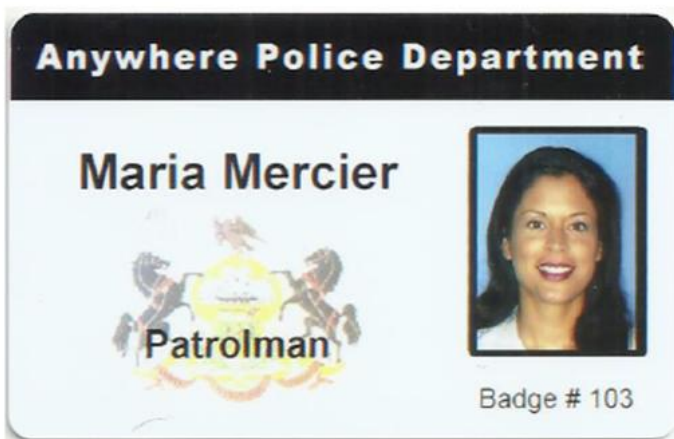 Anywhere Police Department
Maria Mercier
Patrolman
Badge # 103